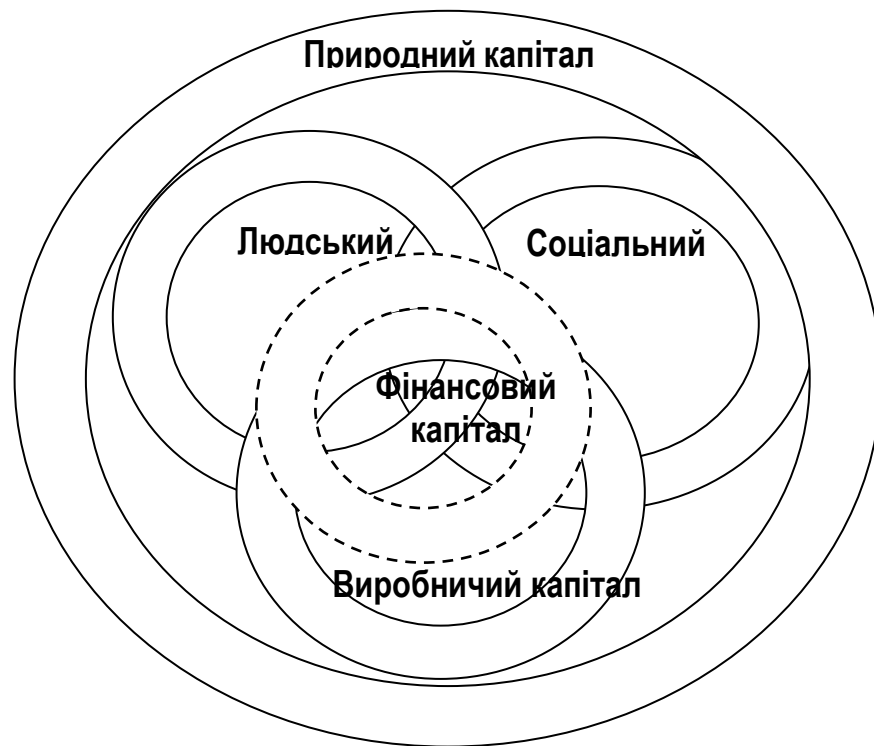 Природний капітал
Людський
Соціальний
Фінансовий
капітал
Виробничий капітал